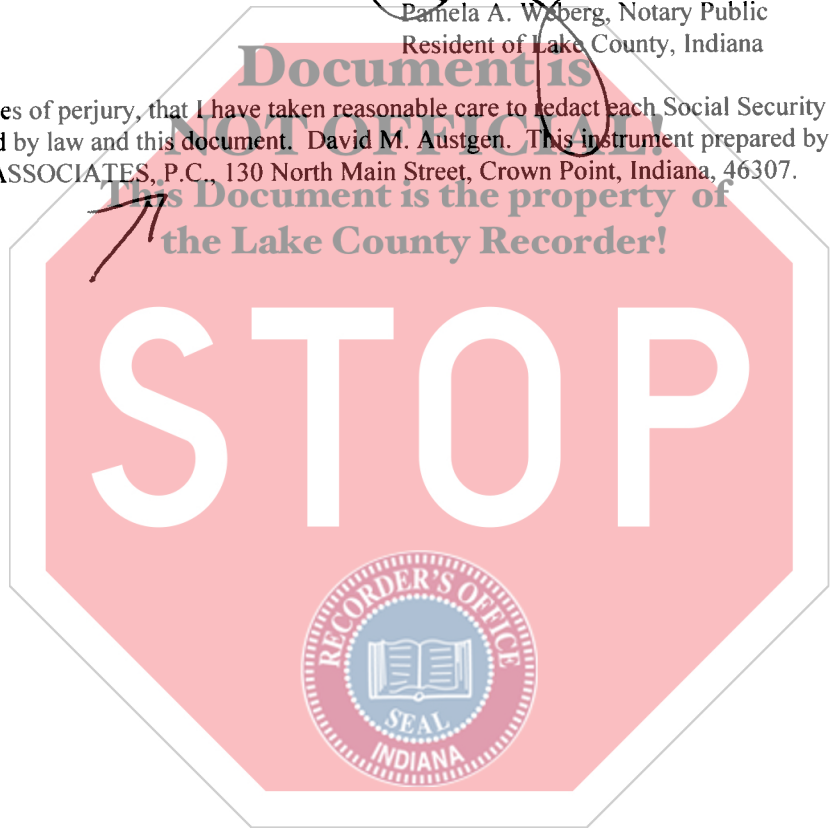 Pamela A. Weberg, Notary Public
Resident of Lake County, Indiana
Document is
es of perjury, that I have taken reasonable care to redact each Social Security
d by law and this document. David M. Austgen. This instrument prepared by
NOT OFFICIAL!
ASSOCIATES, P.C., 130 North Main Street, Crown Point, Indiana, 46307.
This Document is the property of
the Lake County Recorder!
STOP
RECORDER'S OFFICE
SEAL
INDIANA